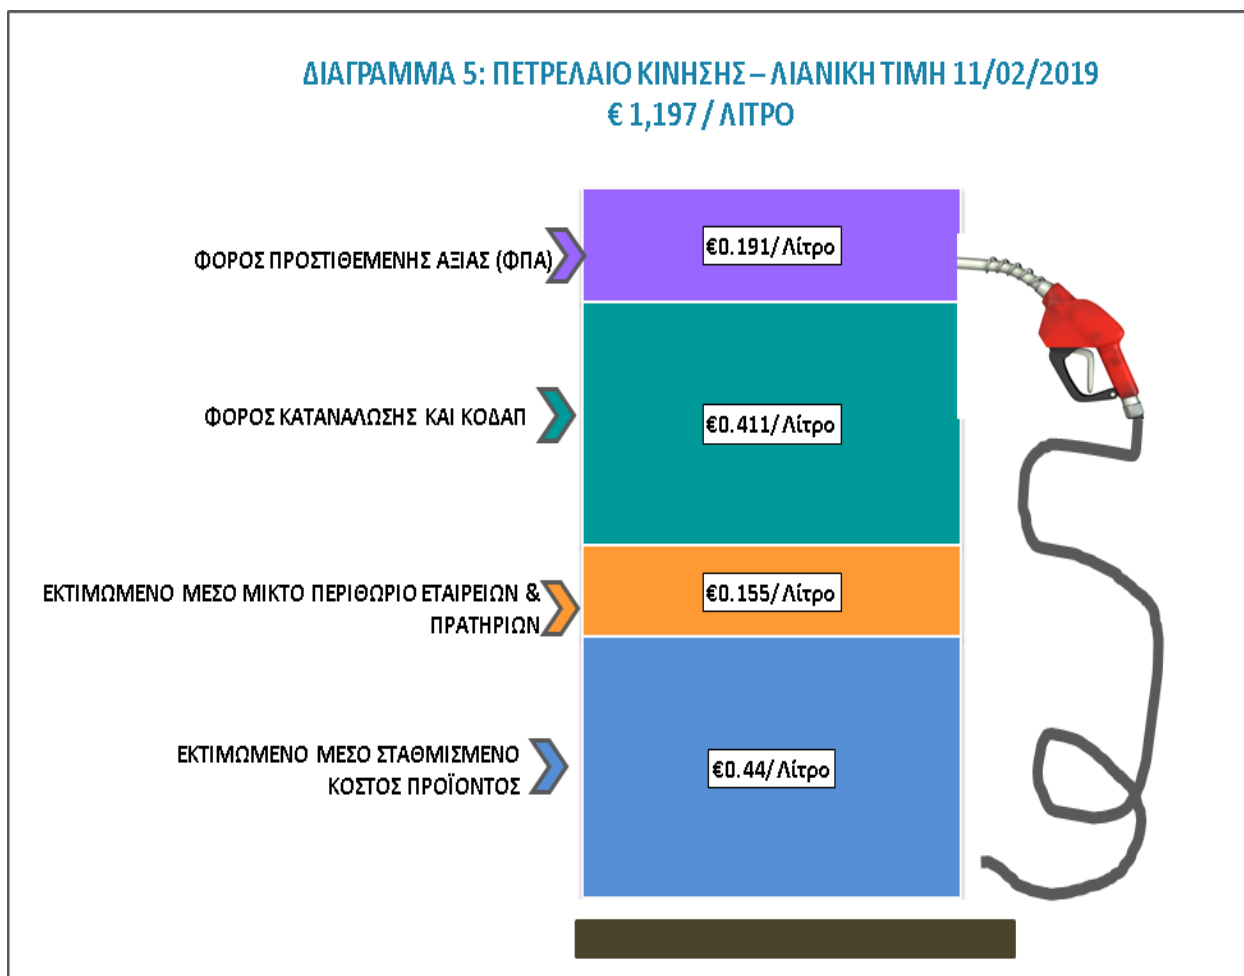 ΔΙΑΓΡΑΜΜΑ 5: ΠΕΤΡΕΛΑΙΟ ΚΙΝΗΣΗΣ – ΛΙΑΝΙΚΗ ΤΙΜΗ 11/02/2019
€ 1,197 / ΛΙΤΡΟ
ΦΟΡΟΣ ΠΡΟΣΤΙΘΕΜΕΝΗΣ ΑΞΙΑΣ (ΦΠΑ)
€0.191/ Λίτρο
ΦΟΡΟΣ ΚΑΤΑΝΑΛΩΣΗΣ ΚΑΙ ΚΟΔΑΠ
€0.411/ Λίτρο
ΕΚΤΙΜΩΜΕΝΟ ΜΕΣΟ ΜΙΚΤΟ ΠΕΡΙΘΩΡΙΟ ΕΤΑΙΡΕΙΩΝ &
ΠΡΑΤΗΡΙΩΝ
€0.155/ Λίτρο
ΕΚΤΙΜΩΜΕΝΟ ΜΕΣΟ ΣΤΑΘΜΙΣΜΕΝΟ
ΚΟΣΤΟΣ ΠΡΟΪΟΝΤΟΣ
€0.44/ Λίτρο